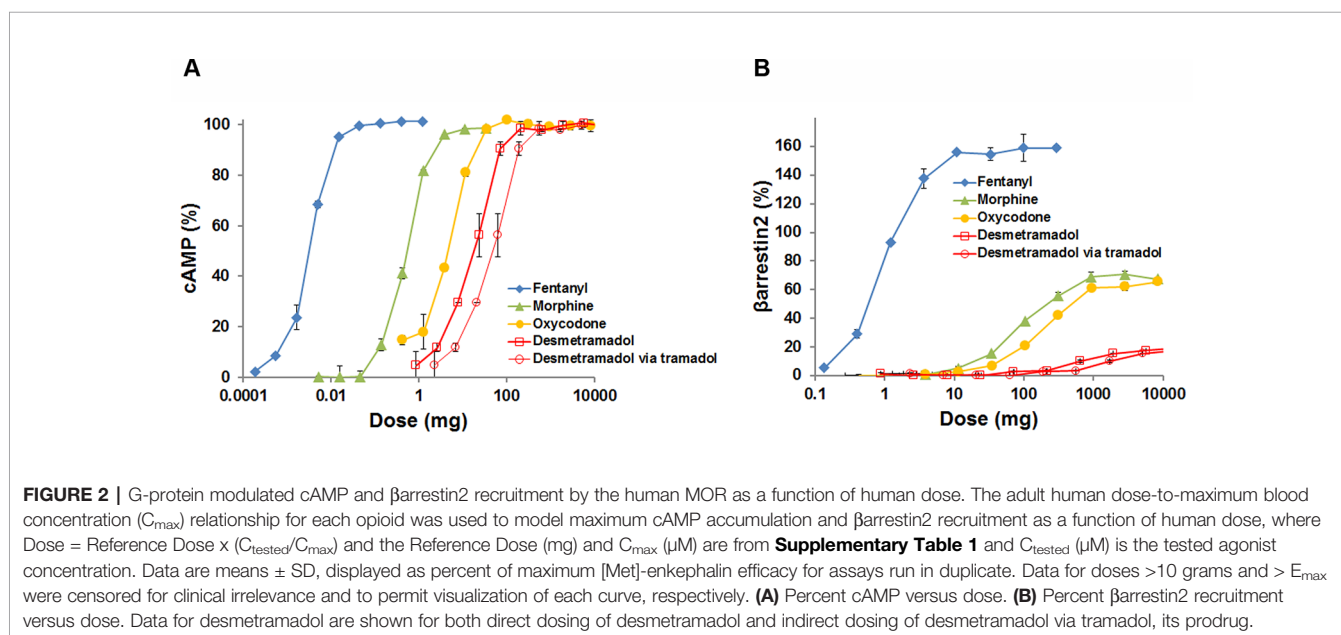 A
100
80
60
40
20
0
cAMP (%)
0.0001
0.01
1
100
10000
Dose (mg)
Fentanyl
Morphine
Oxycodone
Desmetramadol
Desmetramadol via tramadol
B
160
140
120
100
80
60
40
20
0
βarrestin2 (%)
0.1
1
10
100
1000
10000
Dose (mg)
Fentanyl
Morphine
Oxycodone
Desmetramadol
Desmetramadol via tramadol
FIGURE 2 | G-protein modulated cAMP and βarrestin2 recruitment by the human MOR as a function of human dose. The adult human dose-to-maximum blood
concentration (Cmax) relationship for each opioid was used to model maximum cAMP accumulation and βarrestin2 recruitment as a function of human dose, where
Dose = Reference Dose x (Ctested/Cmax) and the Reference Dose (mg) and Cmax (µM) are from Supplementary Table 1 and Ctested (µM) is the tested agonist
concentration. Data are means ± SD, displayed as percent of maximum [Met]-enkephalin efficacy for assays run in duplicate. Data for doses >10 grams and > Emax
were censored for clinical irrelevance and to permit visualization of each curve, respectively. (A) Percent cAMP versus dose. (B) Percent βarrestin2 recruitment
versus dose. Data for desmetramadol are shown for both direct dosing of desmetramadol and indirect dosing of desmetramadol via tramadol, its prodrug.